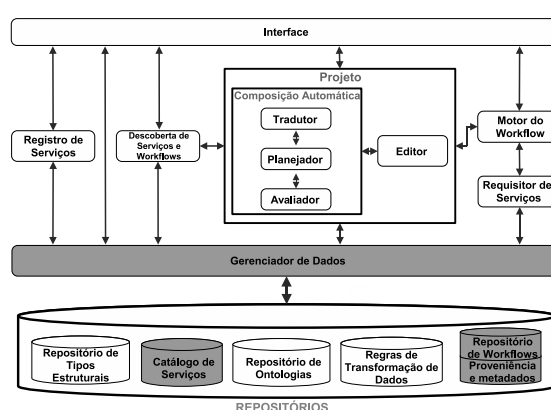 Interface
Projeto
Composição Automática
Tradutor
Planejador
Avaliador
Editor
Registro de
Serviços
Descoberta de
Serviços e
Workflows
Motor do
Workflow
Requisitor de
Serviços
Gerenciador de Dados
Repositório de
Tipos
Estruturais
Catálogo de
Serviços
Repositório de
Ontologias
Regras de
Transformação de
Dados
Repositório
de Workflows
Proveniência
e metadados
REPOSITÓRIOS